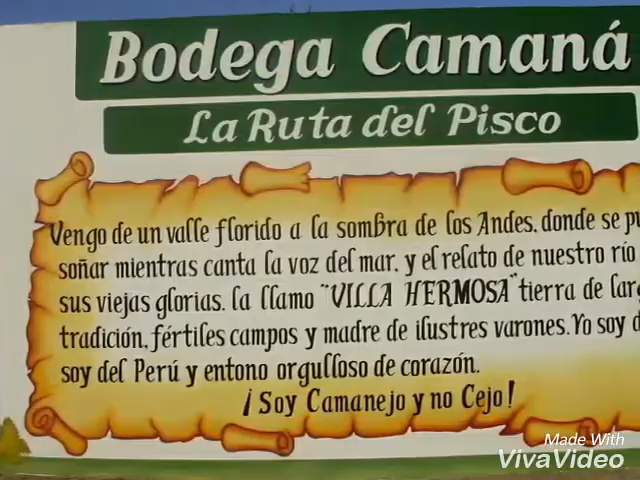 Bodega Camaná
La Ruta del Pisco
Vengo de un valle florido a la sombra de los Andes, donde se
soñar mientras canta la voz del mar, y el relato de nuestro río
sus viejas glorias. la llamo "VILLA HERMOSA" tierra de
tradición, fértiles campos y madre de ilustres varones. Yo soy
soy del Perú y entono orgulloso de corazón.
¡Soy Camanejo y no Cejo!
Made With
VivaVideo